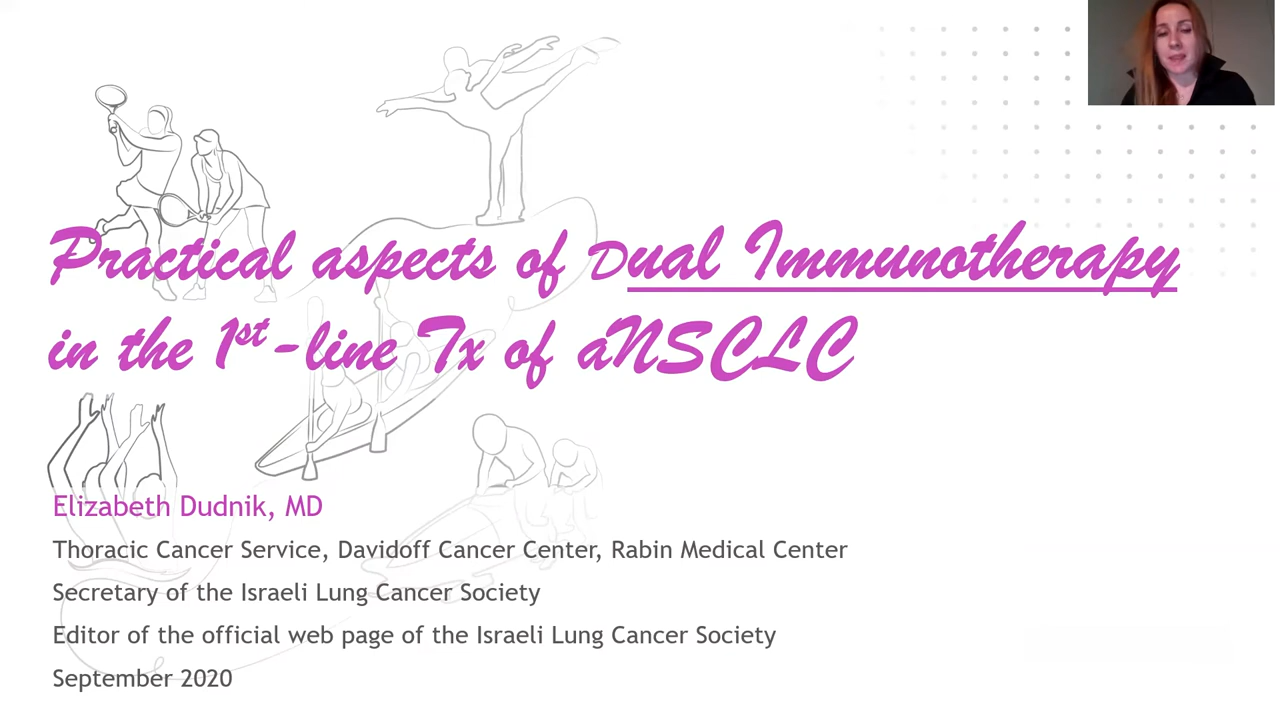 Practical aspects of Dual Immunotherapy
in the 1st-line Tx of aNSCLC
Elizabeth Dudnik, MD
Thoracic Cancer Service, Davidoff Cancer Center, Rabin Medical Center
Secretary of the Israeli Lung Cancer Society
Editor of the official web page of the Israeli Lung Cancer Society
September 2020